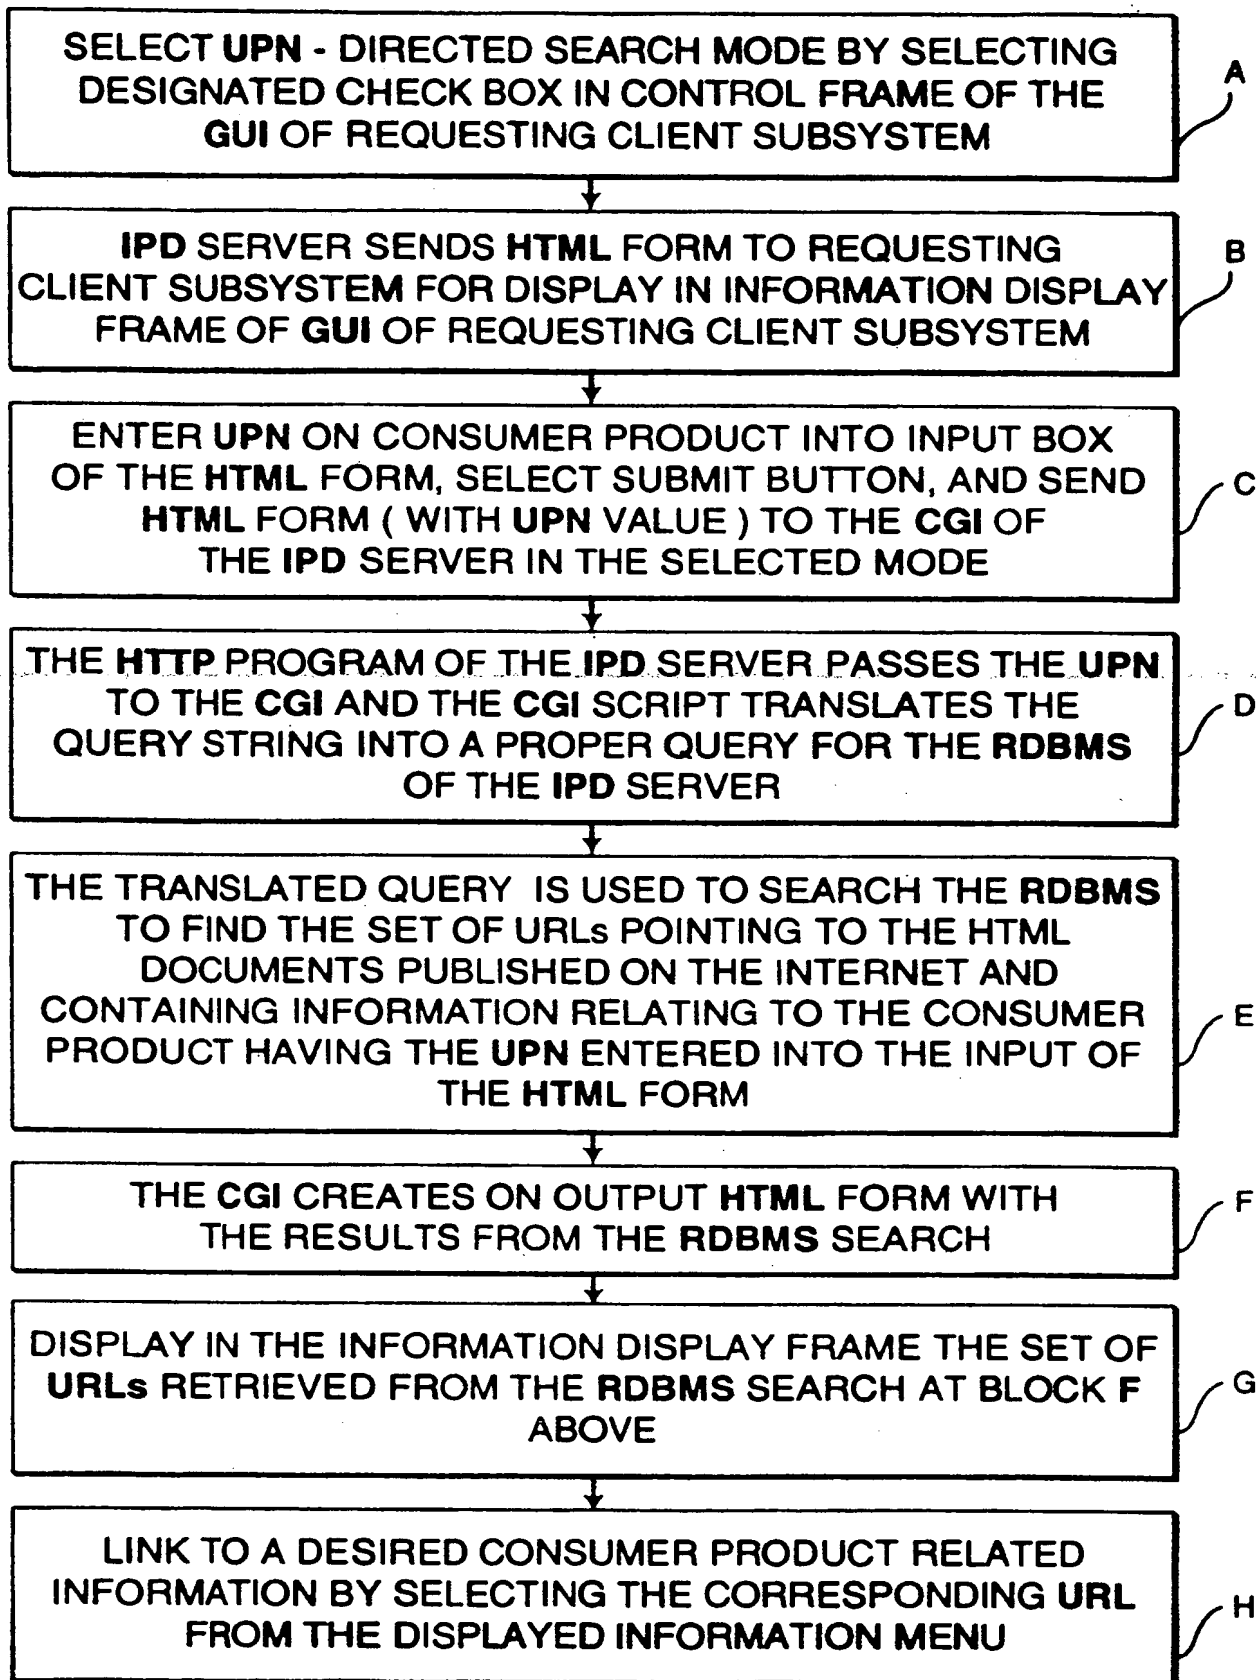 SELECT UPN - DIRECTED SEARCH MODE BY SELECTING
DESIGNATED CHECK BOX IN CONTROL FRAME OF THE
GUI OF REQUESTING CLIENT SUBSYSTEM
A
IPD SERVER SENDS HTML FORM TO REQUESTING
CLIENT SUBSYSTEM FOR DISPLAY IN INFORMATION DISPLAY
FRAME OF GUI OF REQUESTING CLIENT SUBSYSTEM
B
ENTER UPN ON CONSUMER PRODUCT INTO INPUT BOX
OF THE HTML FORM, SELECT SUBMIT BUTTON, AND SEND
HTML FORM ( WITH UPN VALUE ) TO THE CGI OF
THE IPD SERVER IN THE SELECTED MODE
C
THE HTTP PROGRAM OF THE IPD SERVER PASSES THE UPN
TO THE CGI AND THE CGI SCRIPT TRANSLATES THE
QUERY STRING INTO A PROPER QUERY FOR THE RDBMS
OF THE IPD SERVER
D
THE TRANSLATED QUERY IS USED TO SEARCH THE RDBMS
TO FIND THE SET OF URLs POINTING TO THE HTML
DOCUMENTS PUBLISHED ON THE INTERNET AND
CONTAINING INFORMATION RELATING TO THE CONSUMER
PRODUCT HAVING THE UPN ENTERED INTO THE INPUT OF
THE HTML FORM
E
THE CGI CREATES ON OUTPUT HTML FORM WITH
THE RESULTS FROM THE RDBMS SEARCH
F
DISPLAY IN THE INFORMATION DISPLAY FRAME THE SET OF
URLs RETRIEVED FROM THE RDBMS SEARCH AT BLOCK F
ABOVE
G
LINK TO A DESIRED CONSUMER PRODUCT RELATED
INFORMATION BY SELECTING THE CORRESPONDING URL
FROM THE DISPLAYED INFORMATION MENU
H